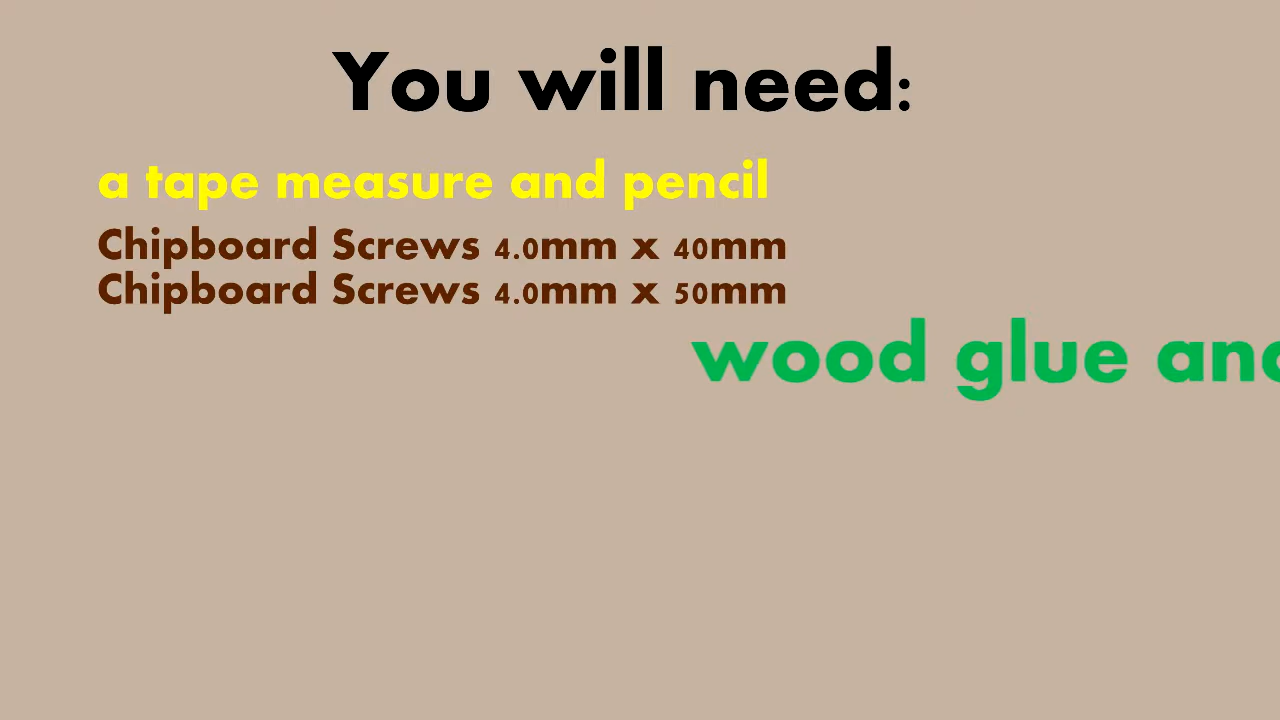 You will need:
a tape measure and pencil
Chipboard Screws 4.0mm x 40mm
Chipboard Screws 4.0mm x 50mm
wood glue